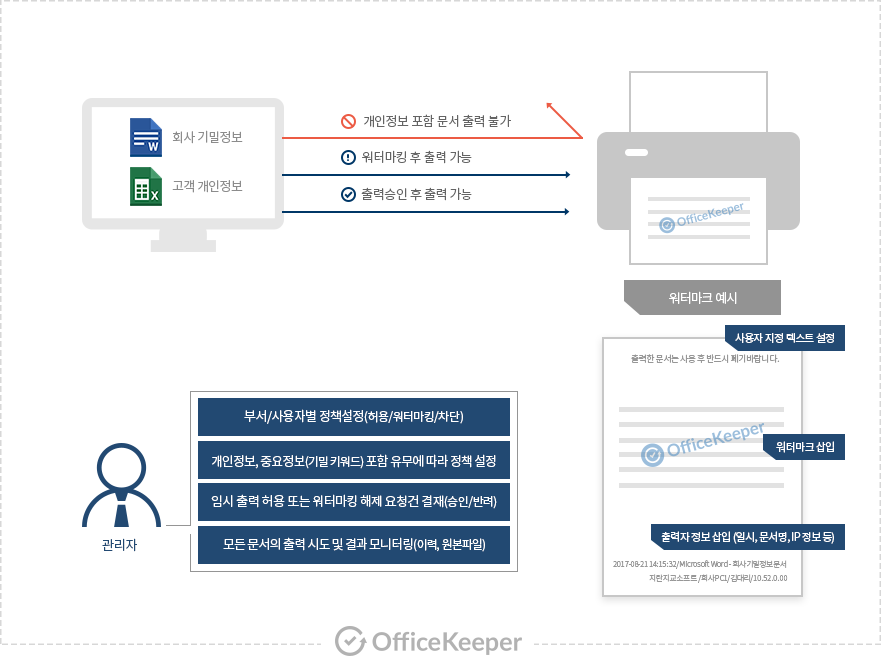 회사 기밀정보
고객 개인정보
W
X
개인정보 포함 문서 출력 불가
워터마킹 후 출력 가능
출력승인 후 출력 가능
OfficeKeeper
워터마크 예시
사용자 지정 텍스트 설정
출력한 문서는 사용 후 반드시 폐기바랍니다.
OfficeKeeper
워터마크 삽입
출력자 정보 삽입 (일시, 문서명, IP 정보 등)
2017-08-21 14:15:32/Microsoft Word - 회사기밀정보문서
지란지교소프트 /회사PC1/김대리/10.52.0.00
부서/사용자별 정책설정(허용/워터마킹/차단)
개인정보, 중요정보(기밀 키워드) 포함 유무에 따라 정책 설정
임시 출력 허용 또는 워터마킹 해제 요청건 결재(승인/반려)
모든 문서의 출력 시도 및 결과 모니터링(이력, 원본파일)
관리자
OfficeKeeper